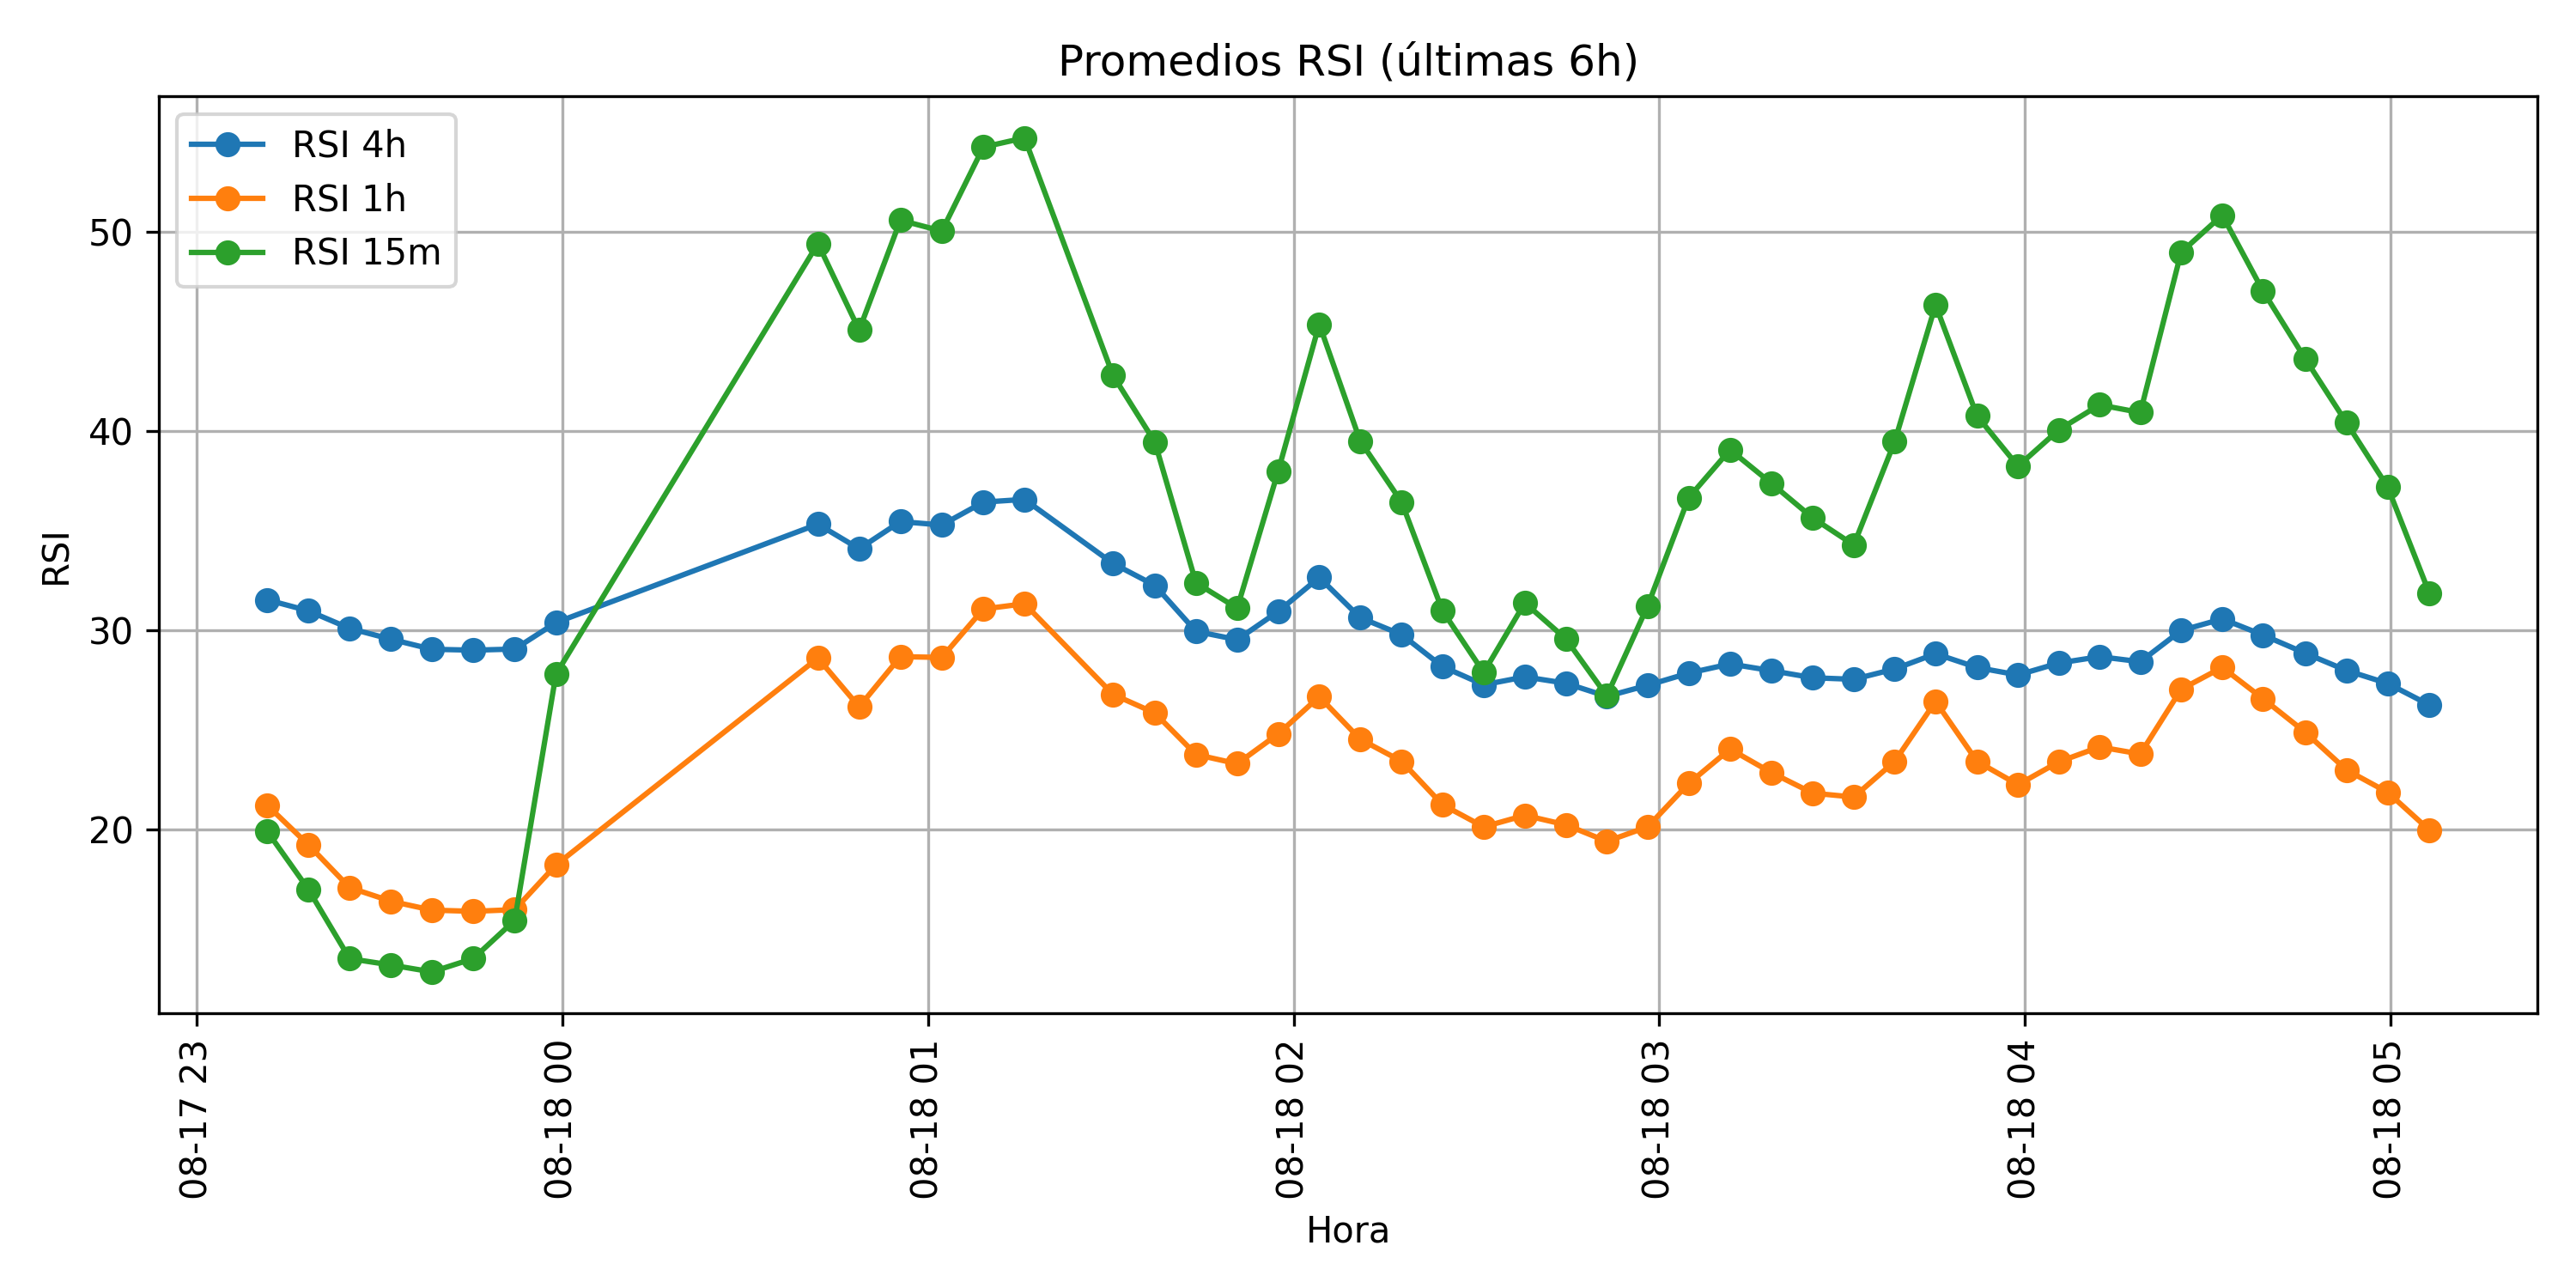 Promedios RSI (últimas 6h)
RSI 4h
RSI 1h
RSI 15m
50
40
30
20
RSI
08-17 23
08-18 00
08-18 01
08-18 02
08-18 03
08-18 04
08-18 05
Hora